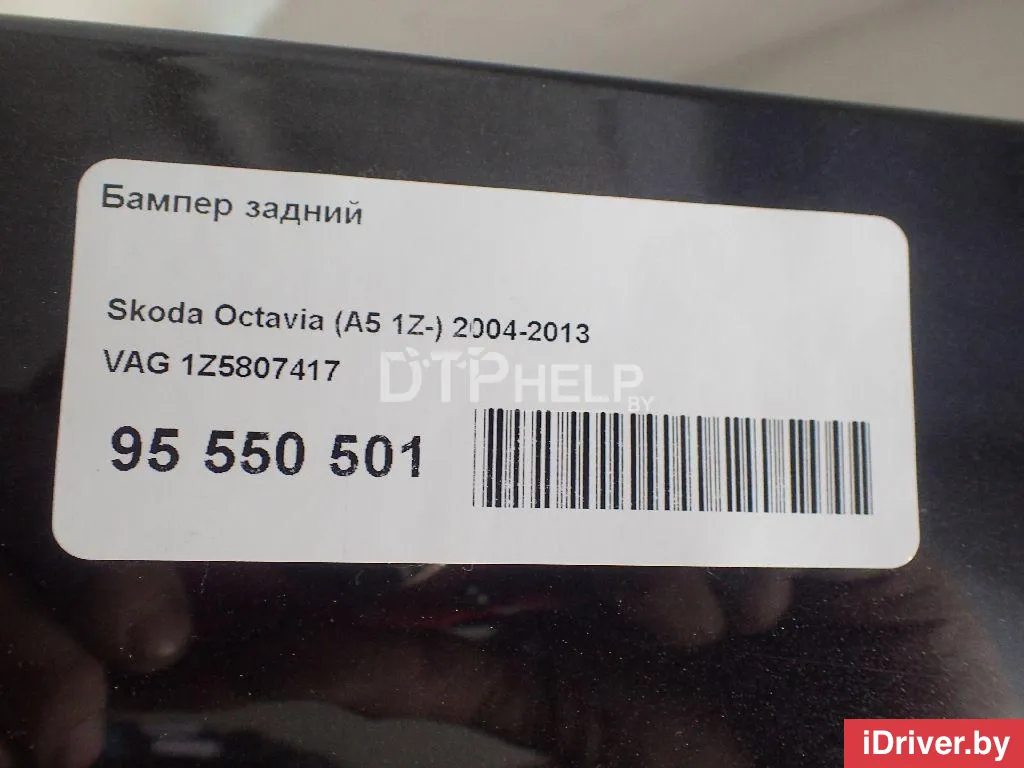 Бампер задний
Skoda Octavia (A5 1Z-) 2004-2013
VAG 1Z5807417
DTPHELP
BY
95 550 501
iDriver.by